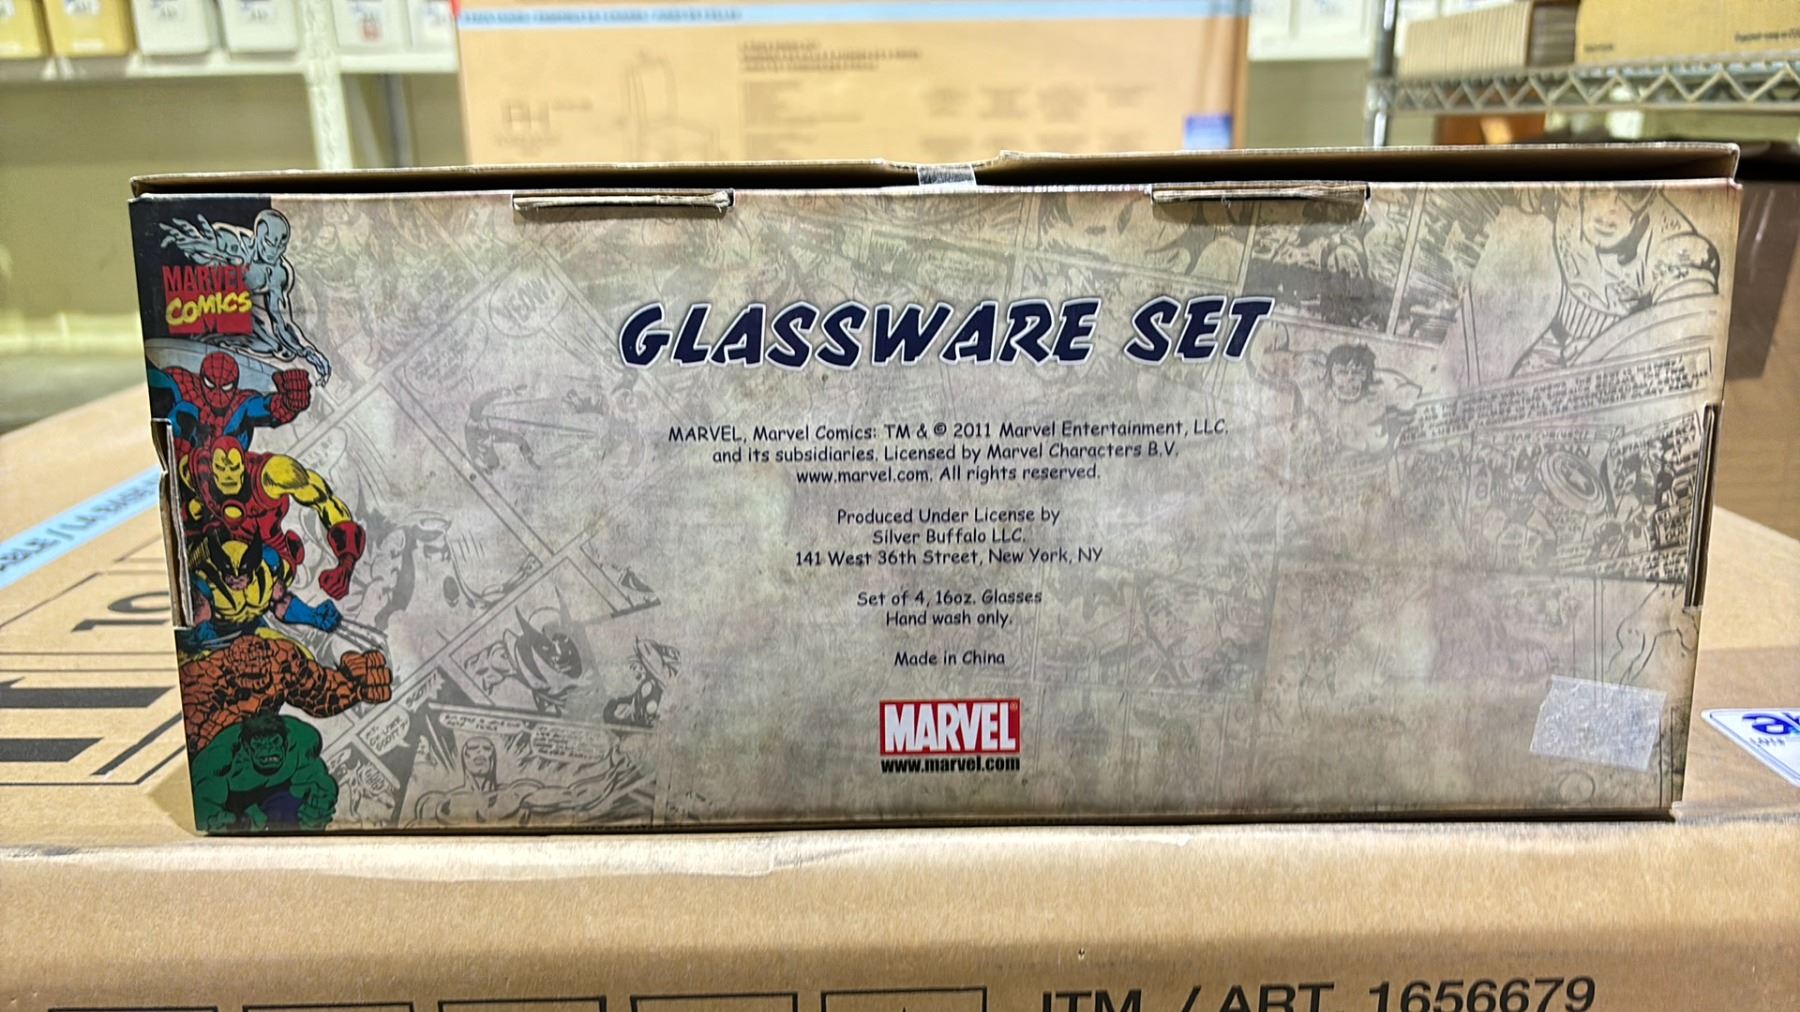 MARVEL
COMICS
GLASSWARE SET
MARVEL, Marvel Comics: TM & © 2011 Marvel Entertainment, LLC.
and its subsidiaries. Licensed by Marvel Characters B.V.
www.marvel.com. All rights reserved.
Produced Under License by
Silver Buffalo LLC.
141 West 36th Street, New York, NY
Set of 4, 16oz. Glasses
Hand wash only.
Made in China
MARVEL
www.marvel.com
ITM. / ART. 1656679